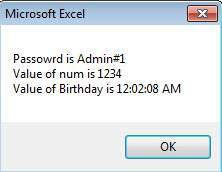 Microsoft Excel
Passowrd is Admin#1
Value of num is 1234
Value of Birthday is 12:02:08 AM
OK